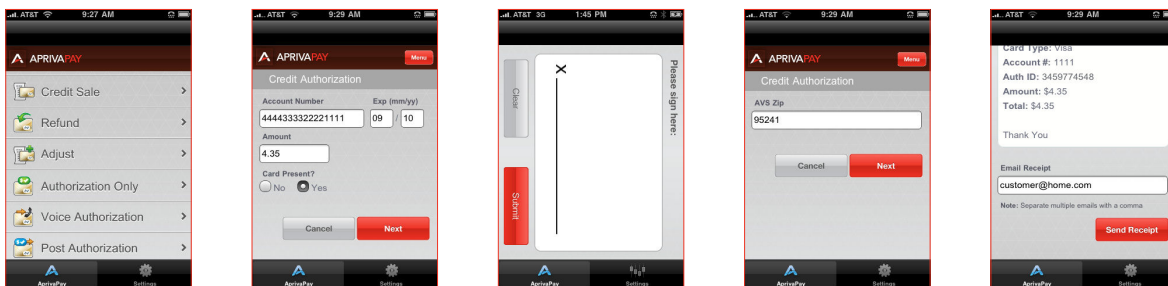 AT&T 9:27 AM
APRIVAPAY
Credit Sale
Refund
Adjust
Authorization Only
Voice Authorization
Post Authorization
AprivaPay Settings
AT&T 9:29 AM
APRIVAPAY Menu
Credit Authorization
Account Number Exp (mm/yy)
4444333322221111 09 / 10
Amount
4.35
Card Present?
No Yes
Cancel Next
AprivaPay Settings
AT&T 3G 1:45 PM
Please sign here:
X
Clear Submit
AprivaPay Settings
AT&T 9:29 AM
APRIVAPAY Menu
Credit Authorization
AVS Zip
95241
Cancel Next
AprivaPay Settings
AT&T 9:29 AM
Card Type: Visa
Account #: 1111
Auth ID: 3459774548
Amount: $4.35
Total: $4.35
Thank You
Email Receipt
customer@home.com
Note: Separate multiple emails with a comma
Send Receipt
AprivaPay Settings